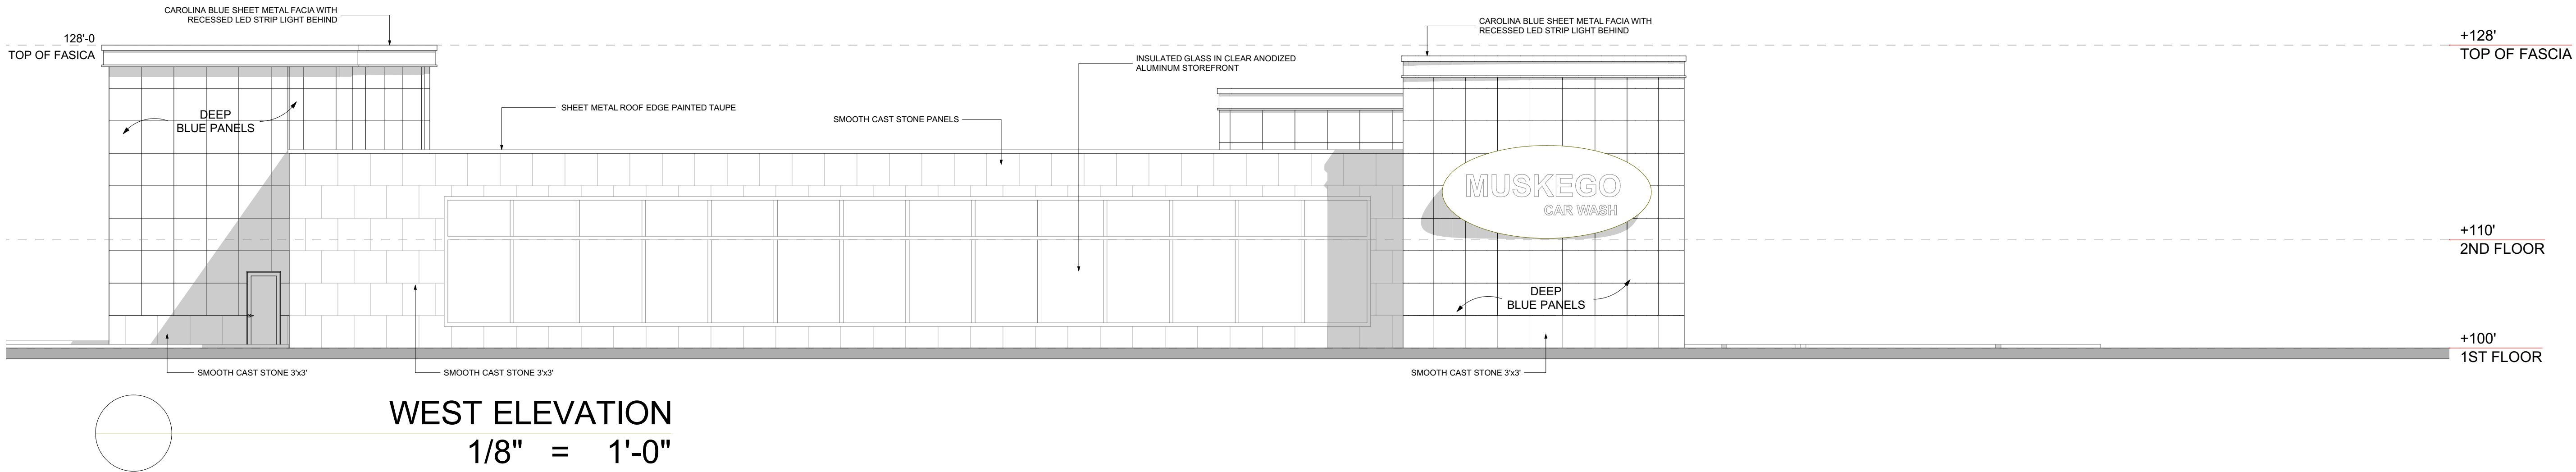 CAROLINA BLUE SHEET METAL FACIA WITH
RECESSED LED STRIP LIGHT BEHIND
CAROLINA BLUE SHEET METAL FACIA WITH
RECESSED LED STRIP LIGHT BEHIND
128'-0
TOP OF FASICA
+128'
TOP OF FASCIA
INSULATED GLASS IN CLEAR ANODIZED
ALUMINUM STOREFRONT
SHEET METAL ROOF EDGE PAINTED TAUPE
SMOOTH CAST STONE PANELS
DEEP
BLUE PANELS
MUSKEGO
CAR WASH
+110'
2ND FLOOR
DEEP
BLUE PANELS
+100'
1ST FLOOR
SMOOTH CAST STONE 3'x3'
SMOOTH CAST STONE 3'x3'
SMOOTH CAST STONE 3'x3'
WEST ELEVATION
1/8" = 1'-0"